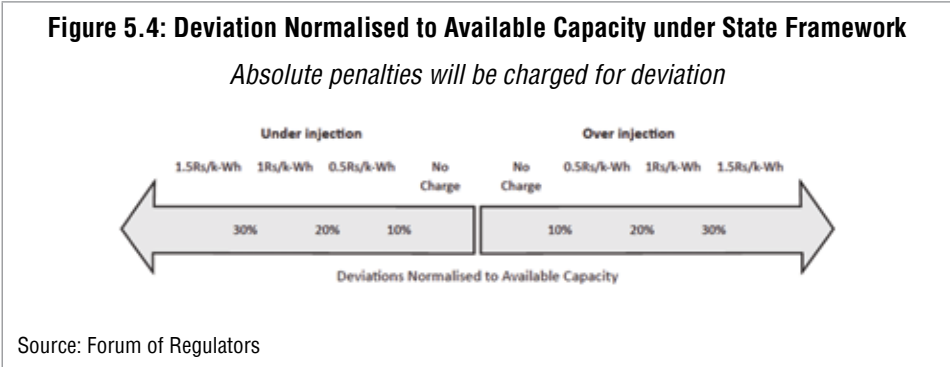 Figure 5.4: Deviation Normalised to Available Capacity under State Framework
Absolute penalties will be charged for deviation
Under injection Over injection
1.5Rs/k-Wh 1Rs/k-Wh 0.5Rs/k-Wh No Charge No Charge 0.5Rs/k-Wh 1Rs/k-Wh 1.5Rs/k-Wh
30% 20% 10% 10% 20% 30%
Deviations Normalised to Available Capacity
Source: Forum of Regulators